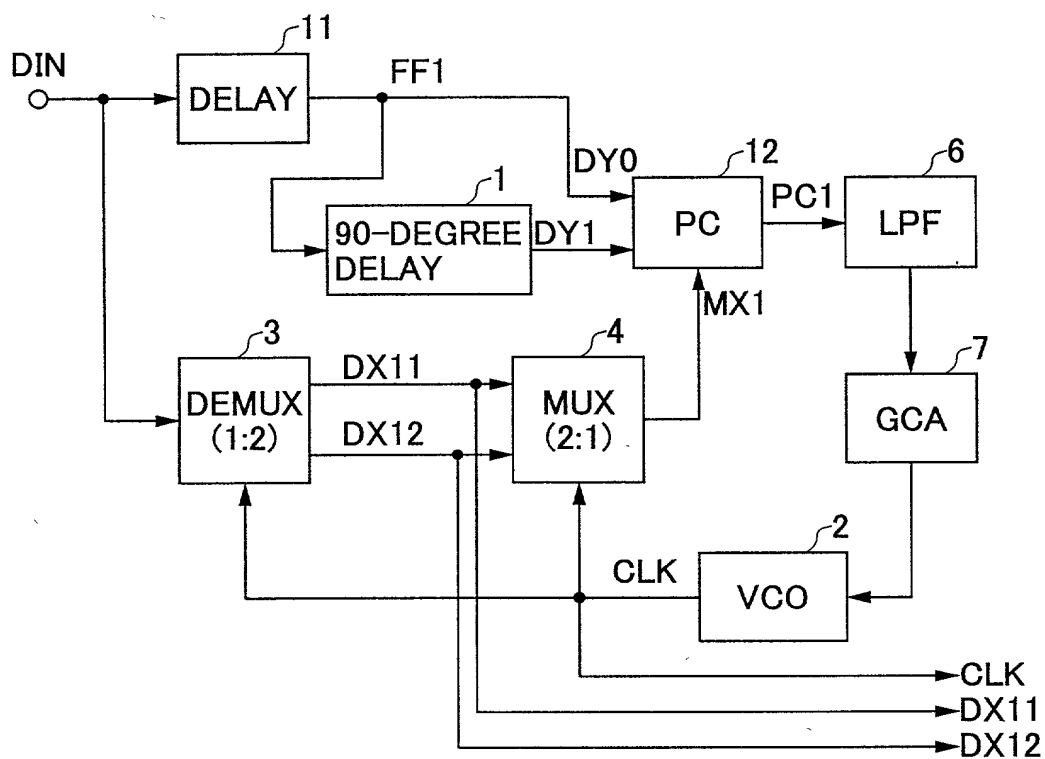 11
DIN
DELAY
FF1
DY0
12
6
PC
PC1
LPF
1
90-DEGREE
DELAY
DY1
MX1
3
4
7
DX11
DEMUX
(1:2)
DX12
MUX
(2:1)
GCA
2
CLK
VCO
CLK
DX11
DX12